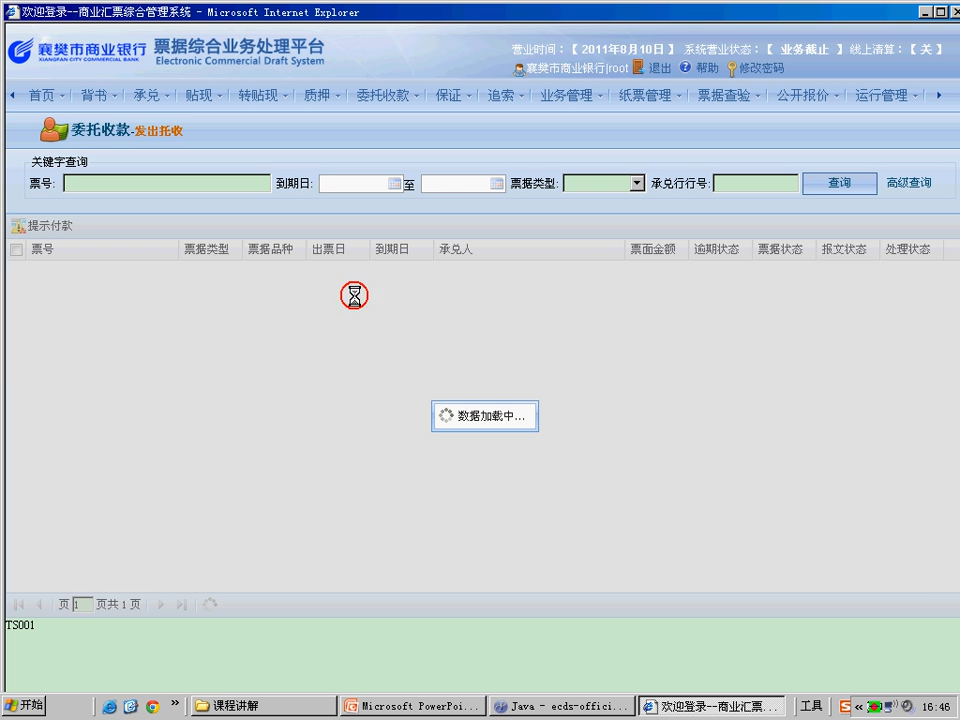 欢迎登录--商业汇票综合管理系统 - Microsoft Internet Explorer
襄樊市商业银行 票据综合业务处理平台
XIANGFAN CITY COMMERCIAL BANK Electronic Commercial Draft System
营业时间：【 2011年8月10日 】 系统营业状态：【 业务截止 】 线上清算：【 关 】
襄樊市商业银行|root 退出 帮助 修改密码
首页 背书 承兑 贴现 转贴现 质押 委托收款 保证 追索 业务管理 纸票管理 票据查验 公开报价 运行管理
委托收款-发出托收
关键字查询
票号: 到期日: 至 票据类型: 承兑行行号: 查询 高级查询
提示付款
票号 票据类型 票据品种 出票日 到期日 承兑人 票面金额 逾期状态 票据状态 报文状态 处理状态
数据加载中...
页 1 页共 1 页
TS001
开始 » 课程讲解 Microsoft PowerPoi... Java - ecds-offici... 欢迎登录--商业汇票... 工具 « 16:46